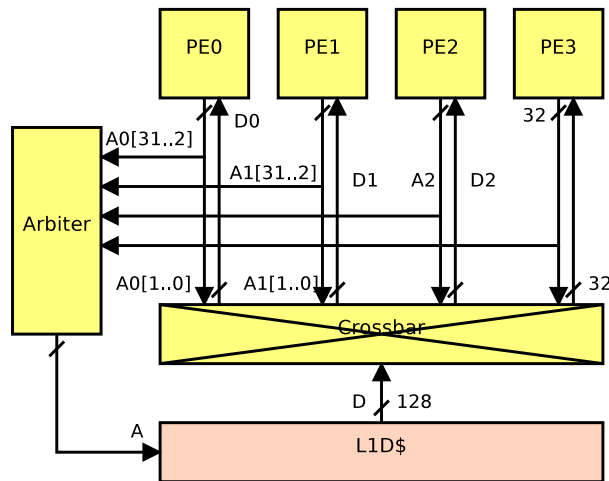 PE0
PE1
PE2
PE3
D0
32
A0[31..2]
A1[31..2]
D1
A2
D2
Arbiter
A0[1..0]
A1[1..0]
32
Crossbar
D
128
A
L1D$